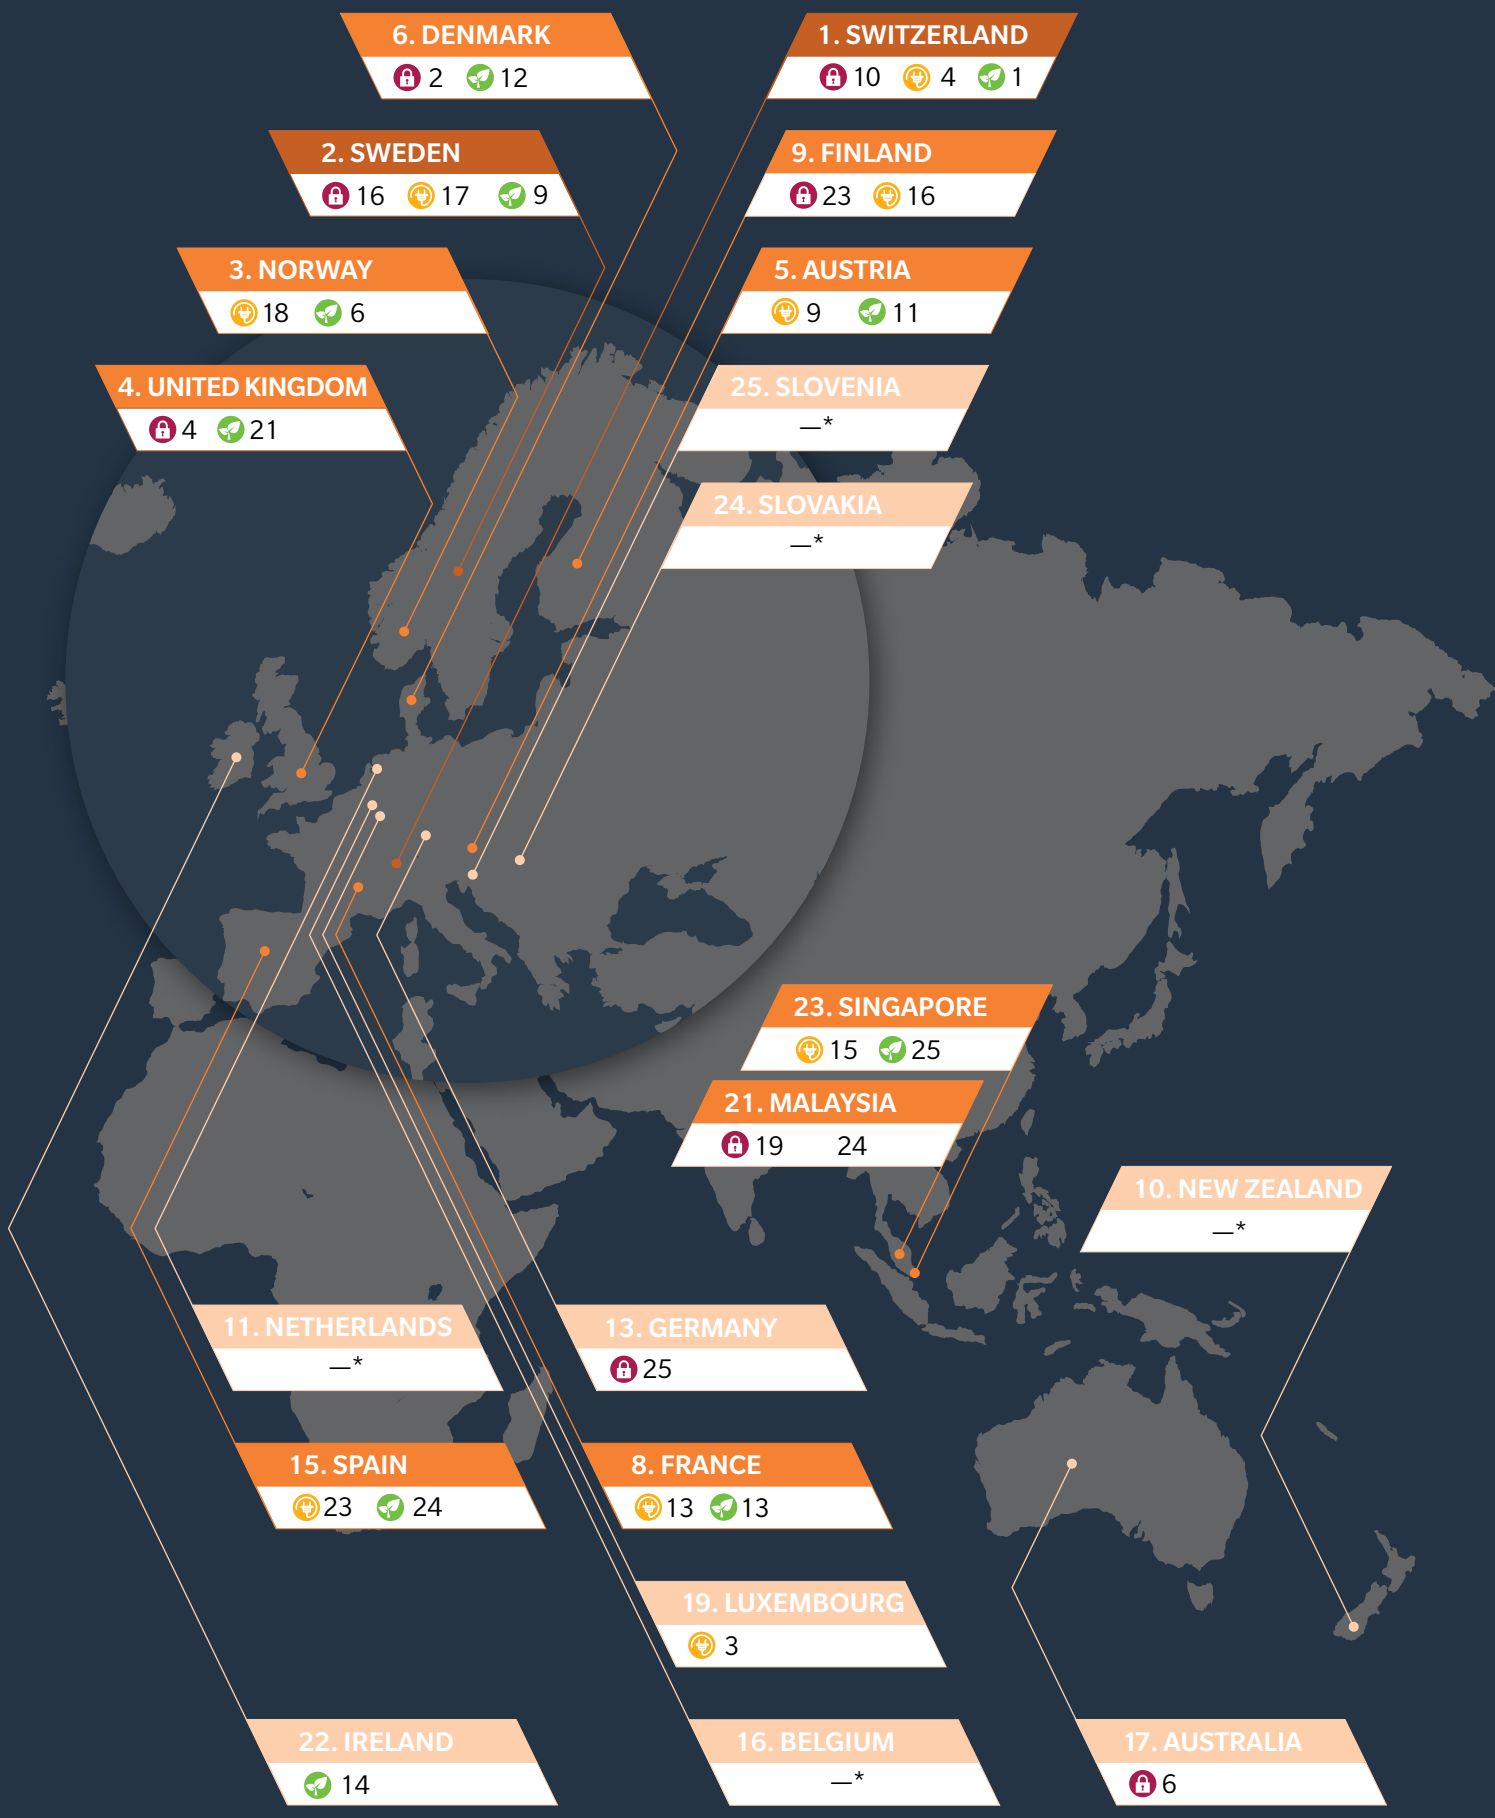 6. DENMARK
2 12
1. SWITZERLAND
10 4 1
2. SWEDEN
16 17 9
9. FINLAND
23 16
3. NORWAY
18 6
5. AUSTRIA
9 11
4. UNITED KINGDOM
4 21
25. SLOVENIA
—*
24. SLOVAKIA
—*
23. SINGAPORE
15 25
21. MALAYSIA
19 24
10. NEW ZEALAND
—*
11. NETHERLANDS
—*
13. GERMANY
25
15. SPAIN
23 24
8. FRANCE
13 13
19. LUXEMBOURG
3
22. IRELAND
14
16. BELGIUM
—*
17. AUSTRALIA
6